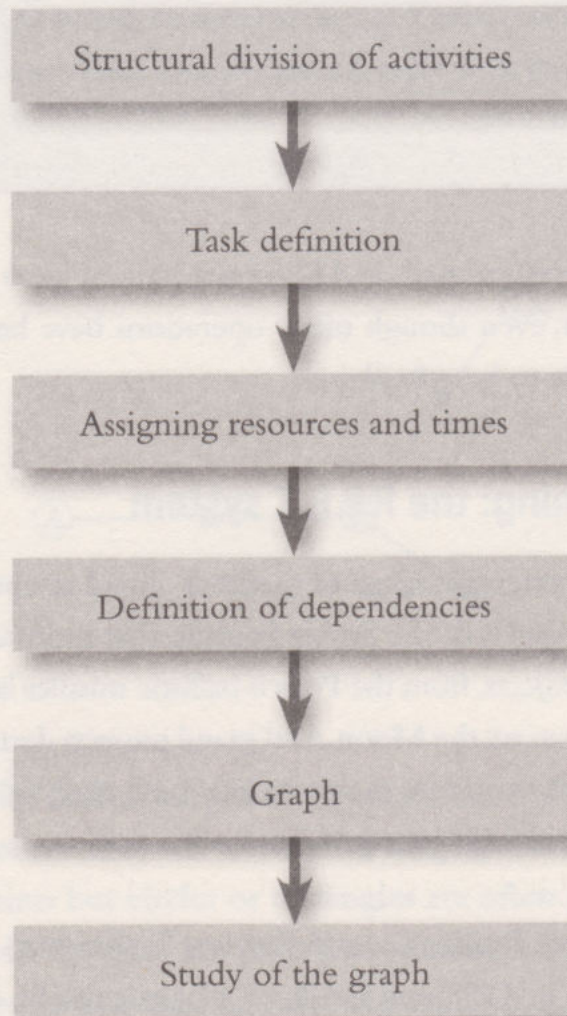 Structural division of activities
Task definition
Assigning resources and times
Definition of dependencies
Graph
Study of the graph